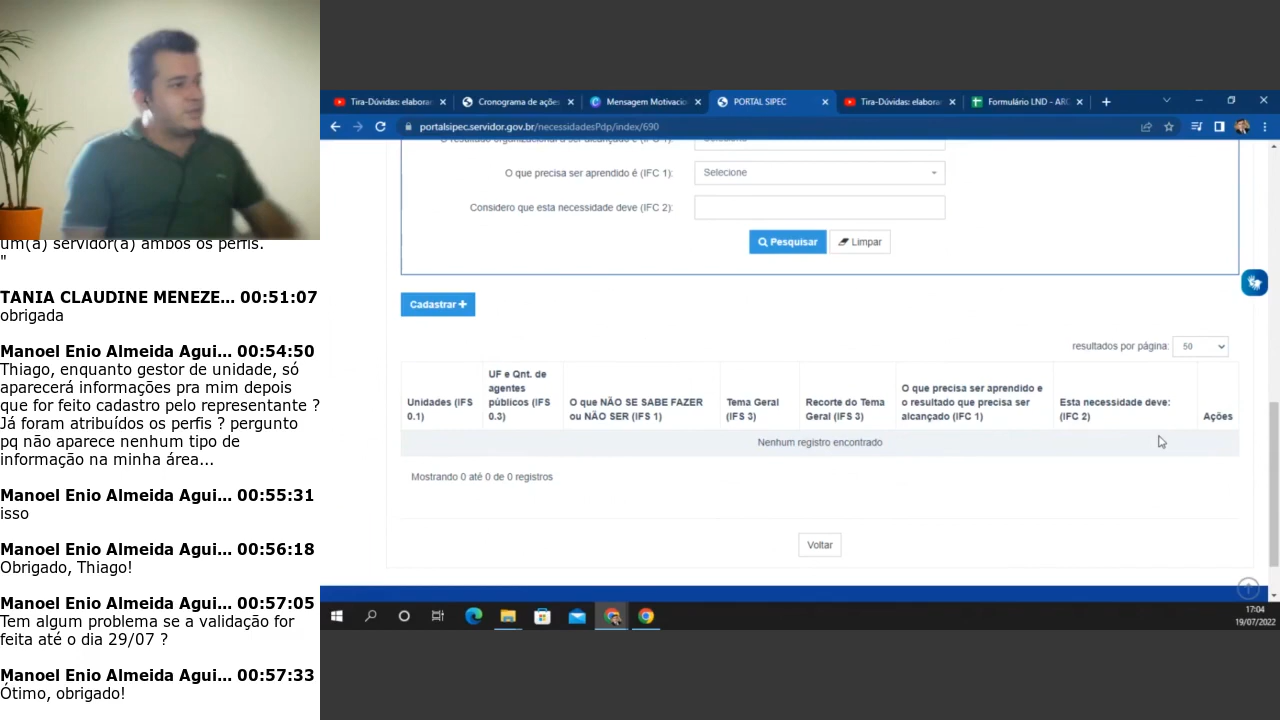 um(a) servidor(a) ambos os perfis.
"
TANIA CLAUDINE MENEZE... 00:51:07
obrigada
Manoel Enio Almeida Agui... 00:54:50
Thiago, enquanto gestor de unidade, só
aparecerá informações pra mim depois
que for feito cadastro pelo representante ?
Já foram atribuídos os perfis ? pergunto
pq não aparece nenhum tipo de
informação na minha área...
Manoel Enio Almeida Agui... 00:55:31
isso
Manoel Enio Almeida Agui... 00:56:18
Obrigado, Thiago!
Manoel Enio Almeida Agui... 00:57:05
Tem algum problema se a validação for
feita até o dia 29/07 ?
Manoel Enio Almeida Agui... 00:57:33
Ótimo, obrigado!
Tira-Dúvidas: elabora Cronograma de açõe Mensagem Motivacio PORTAL SIPEC Tira-Dúvidas: elabora Formulário LND - ARQ
portalsipec.servidor.gov.br/necessidadesPdp/index/690
O resultado organizacional a ser alcançado é (IFC 1): Selecione
O que precisa ser aprendido é (IFC 1): Selecione
Considero que esta necessidade deve (IFC 2):
Pesquisar Limpar
Cadastrar
resultados por página: 50
Unidades (IFS
0.1)
UF e Qnt. de
agentes
públicos (IFS
0.3)
O que NÃO SE SABE FAZER
ou NÃO SER (IFS 1)
Tema Geral
(IFS 3)
Recorte do Tema
Geral (IFS 3)
O que precisa ser aprendido e
o resultado que precisa ser
alcançado (IFC 1)
Esta necessidade deve:
(IFC 2)
Ações
Nenhum registro encontrado
Mostrando 0 até 0 de 0 registros
Voltar
17:04
19/07/2022